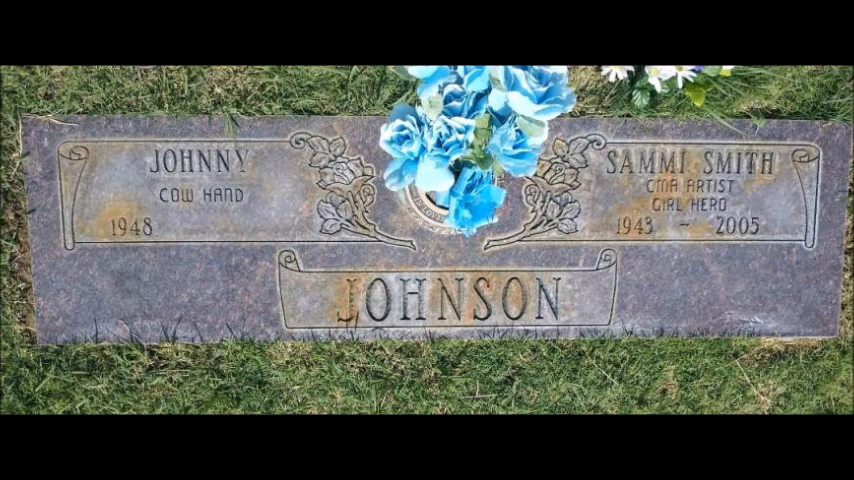 JOHNNY
COW HAND
1948
SAMMI SMITH
CMA ARTIST
GIRL HERO
1943 ~ 2005
JOHNSON